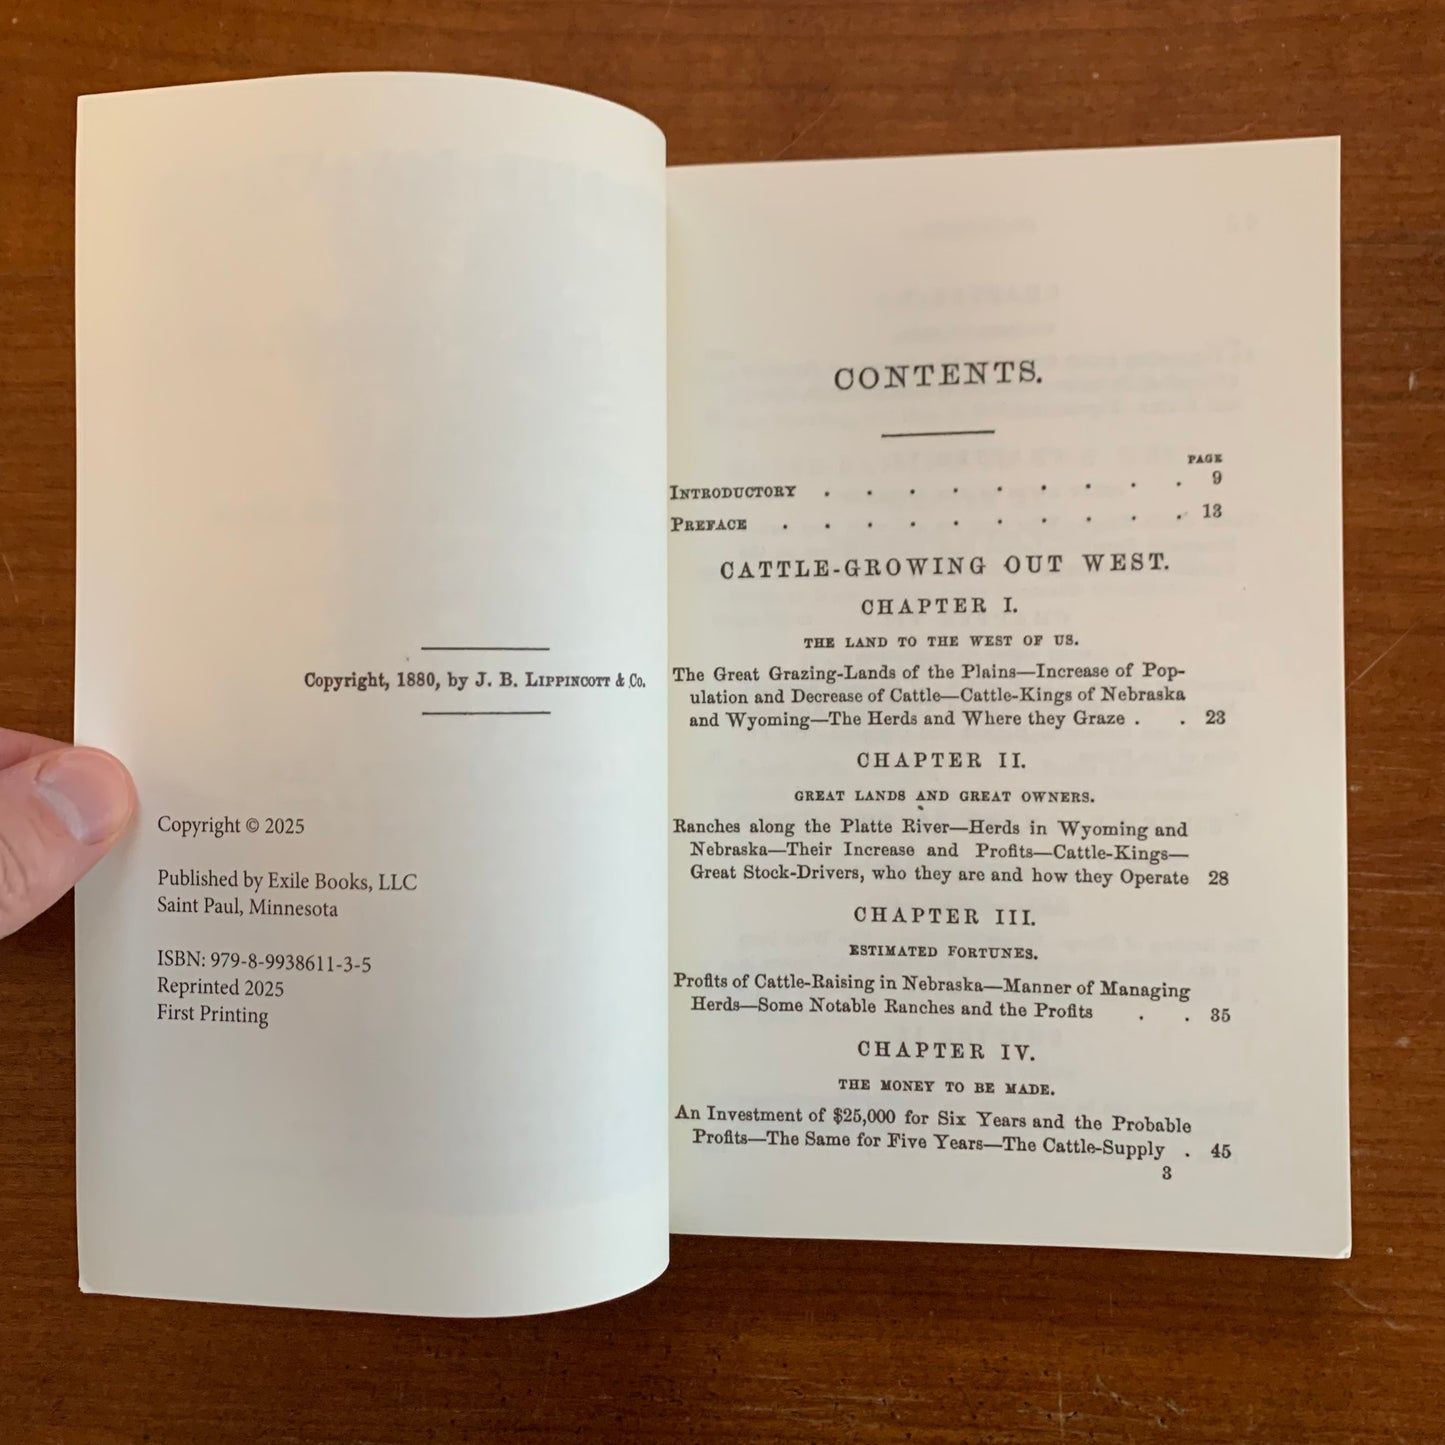 Copyright, 1880, by J. B. Lippincott & Co.
Copyright © 2025
Published by Exile Books, LLC
Saint Paul, Minnesota
ISBN: 979-8-9938611-3-5
Reprinted 2025
First Printing
CONTENTS.
PAGE
Introductory . . . . . . . . . 9
Preface . . . . . . . . . . 13
CATTLE-GROWING OUT WEST.
CHAPTER I.
THE LAND TO THE WEST OF US.
The Great Grazing-Lands of the Plains—Increase of Pop-
ulation and Decrease of Cattle—Cattle-Kings of Nebraska
and Wyoming—The Herds and Where they Graze . . 23
CHAPTER II.
GREAT LANDS AND GREAT OWNERS.
Ranches along the Platte River—Herds in Wyoming and
Nebraska—Their Increase and Profits—Cattle-Kings—
Great Stock-Drivers, who they are and how they Operate 28
CHAPTER III.
ESTIMATED FORTUNES.
Profits of Cattle-Raising in Nebraska—Manner of Managing
Herds—Some Notable Ranches and the Profits . . 35
CHAPTER IV.
THE MONEY TO BE MADE.
An Investment of $25,000 for Six Years and the Probable
Profits—The Same for Five Years—The Cattle-Supply . 45
3